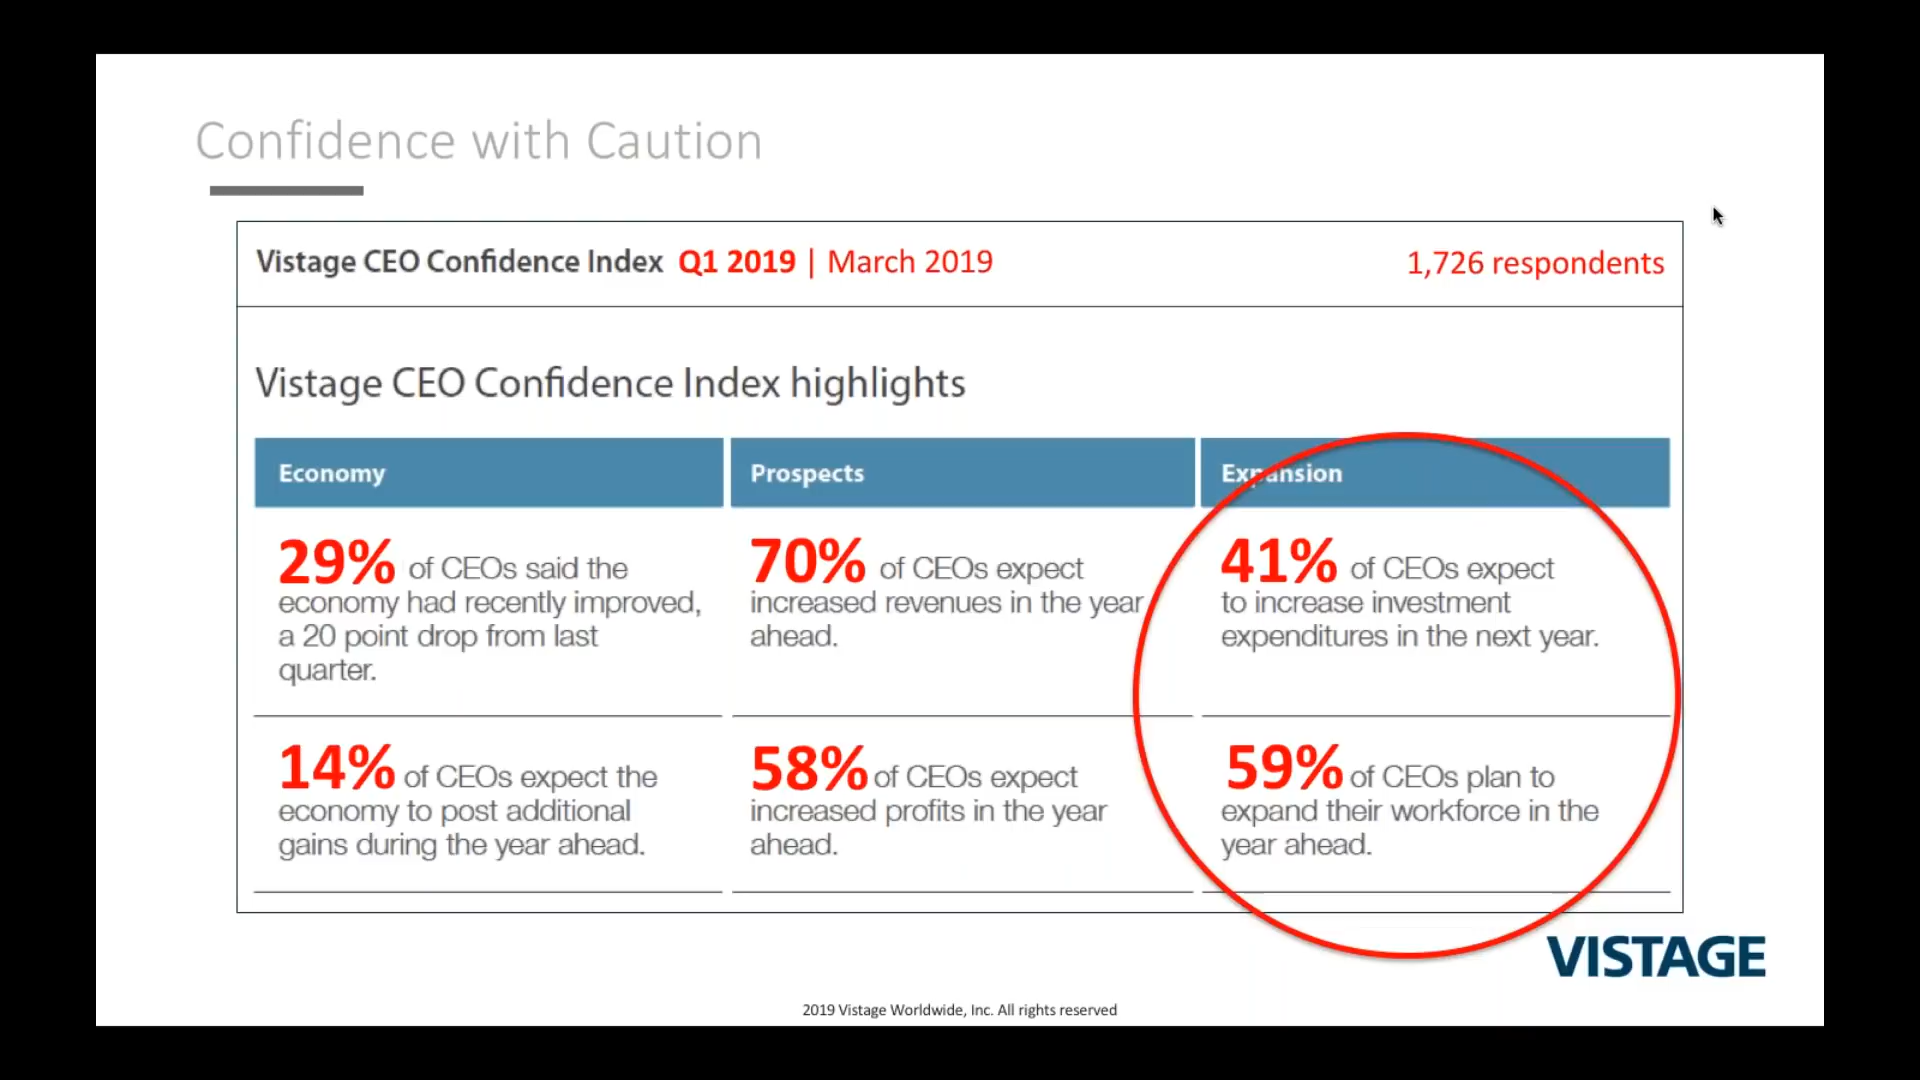 Confidence with Caution
Vistage CEO Confidence Index Q1 2019 | March 2019
1,726 respondents
Vistage CEO Confidence Index highlights
Economy
29% of CEOs said the
economy had recently improved,
a 20 point drop from last
quarter.
14% of CEOs expect the
economy to post additional
gains during the year ahead.
Prospects
70% of CEOs expect
increased revenues in the year
ahead.
58% of CEOs expect
increased profits in the year
ahead.
Expansion
41% of CEOs expect
to increase investment
expenditures in the next year.
59% of CEOs plan to
expand their workforce in the
year ahead.
VISTAGE
2019 Vistage Worldwide, Inc. All rights reserved